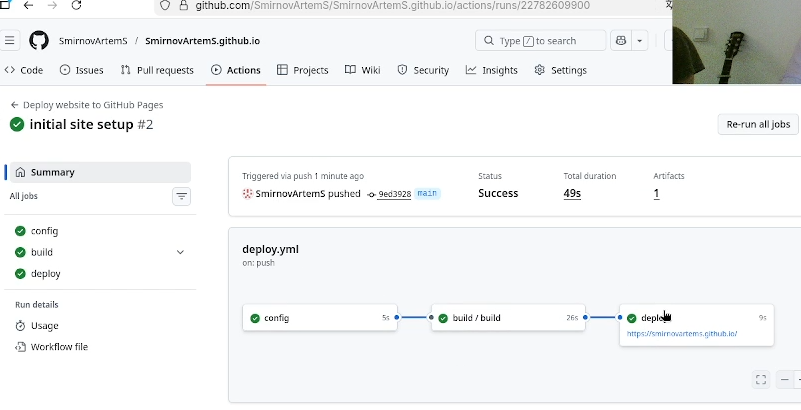 github.com/SmirnovArtemS/SmirnovArtemS.github.io/actions/runs/22782609900
SmirnovArtemS / SmirnovArtemS.github.io
Type / to search
Code Issues Pull requests Actions Projects Wiki Security Insights Settings
← Deploy website to GitHub Pages
initial site setup #2
Re-run all jobs
Summary
All jobs
config
build
deploy
Run details
Usage
Workflow file
Triggered via push 1 minute ago
SmirnovArtemS pushed 9ed3928 main
Status
Success
Total duration
49s
Artifacts
1
deploy.yml
on: push
config 5s
build / build 26s
deploy 9s
https://smirnovartems.github.io/